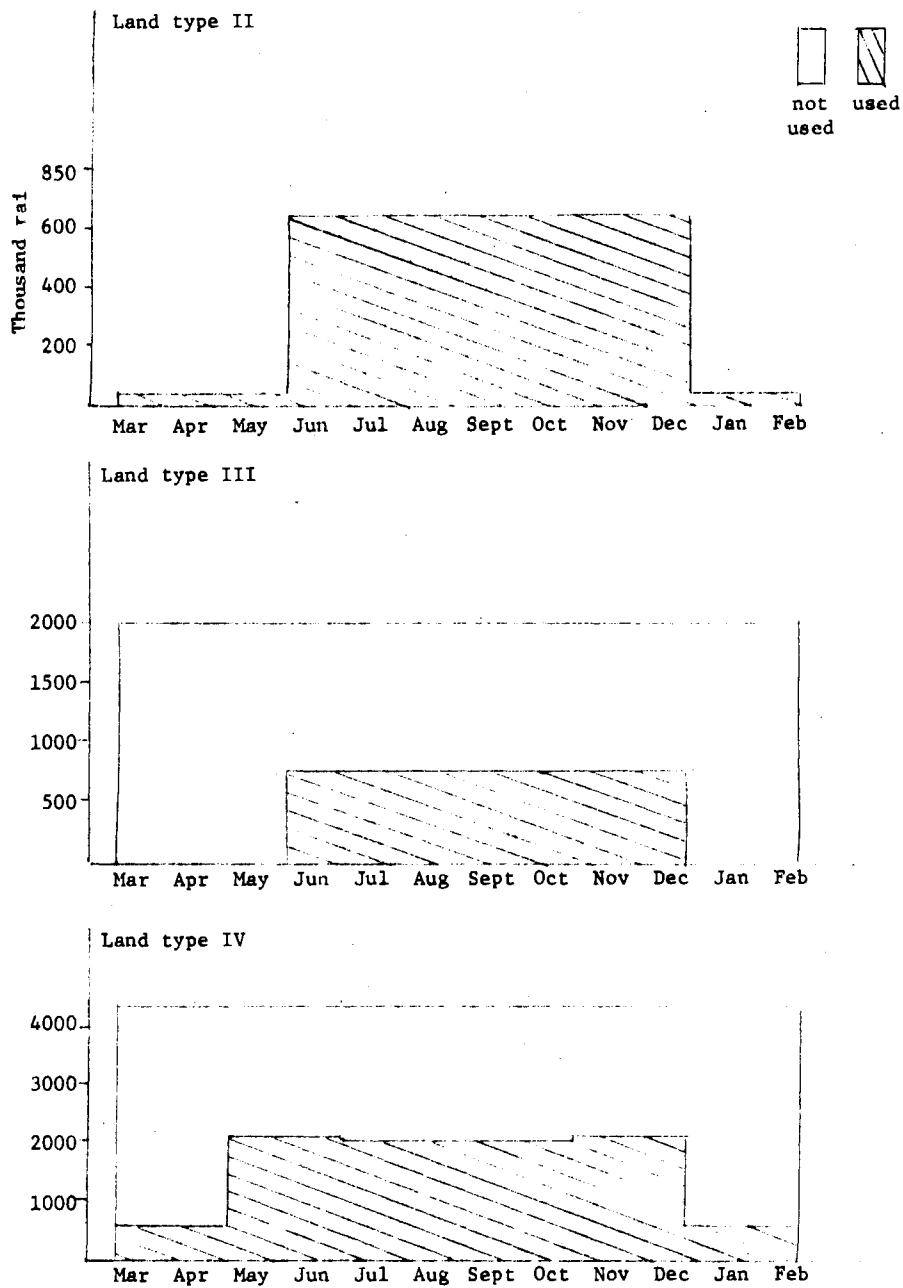 Land type II
not used
used
Thousand rai
850
600
400
200
Mar Apr May Jun Jul Aug Sept Oct Nov Dec Jan Feb
Land type III
2000
1500
1000
500
Mar Apr May Jun Jul Aug Sept Oct Nov Dec Jan Feb
Land type IV
4000
3000
2000
1000
Mar Apr May Jun Jul Aug Sept Oct Nov Dec Jan Feb